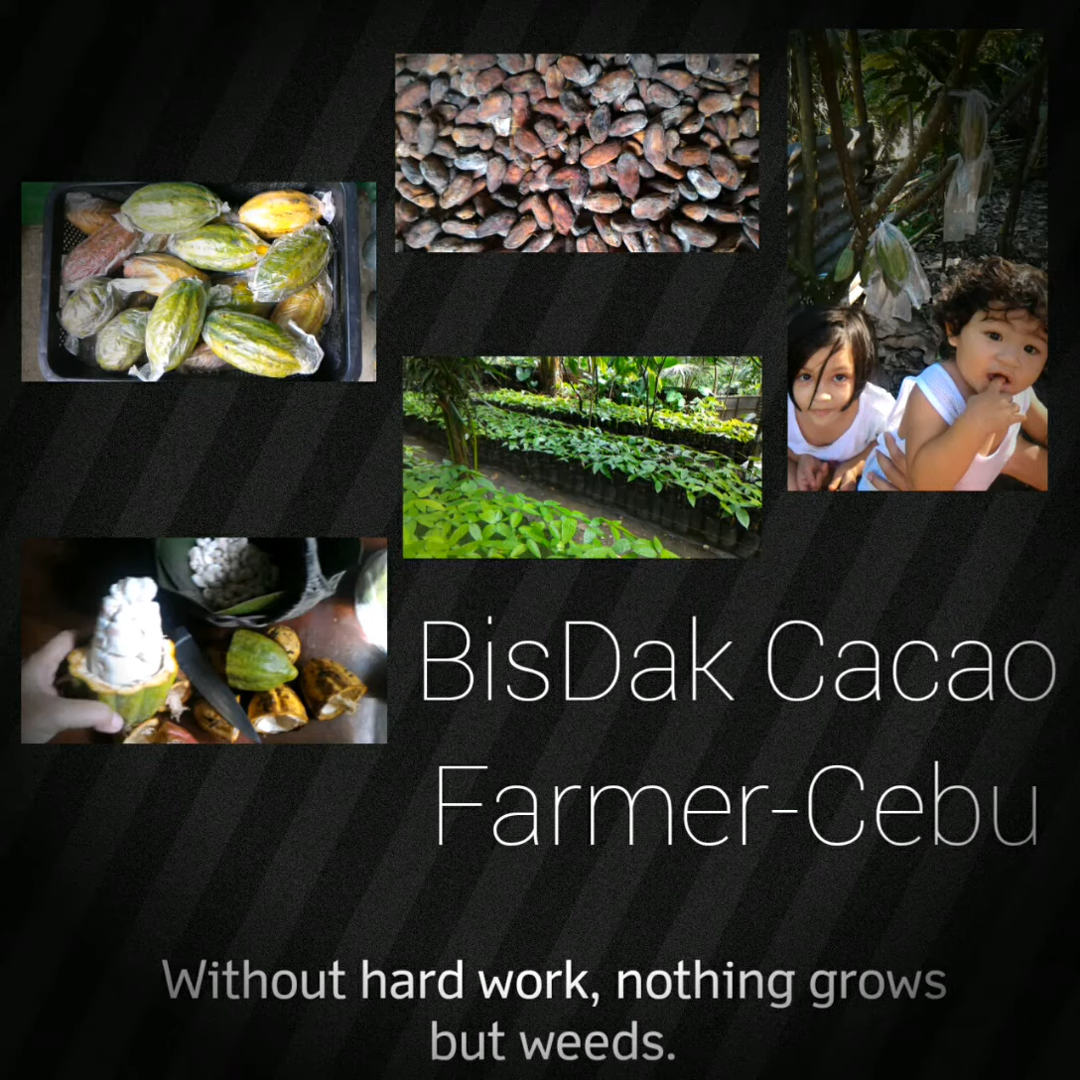 BisDak Cacao
Farmer-Cebu
Without hard work, nothing grows
but weeds.